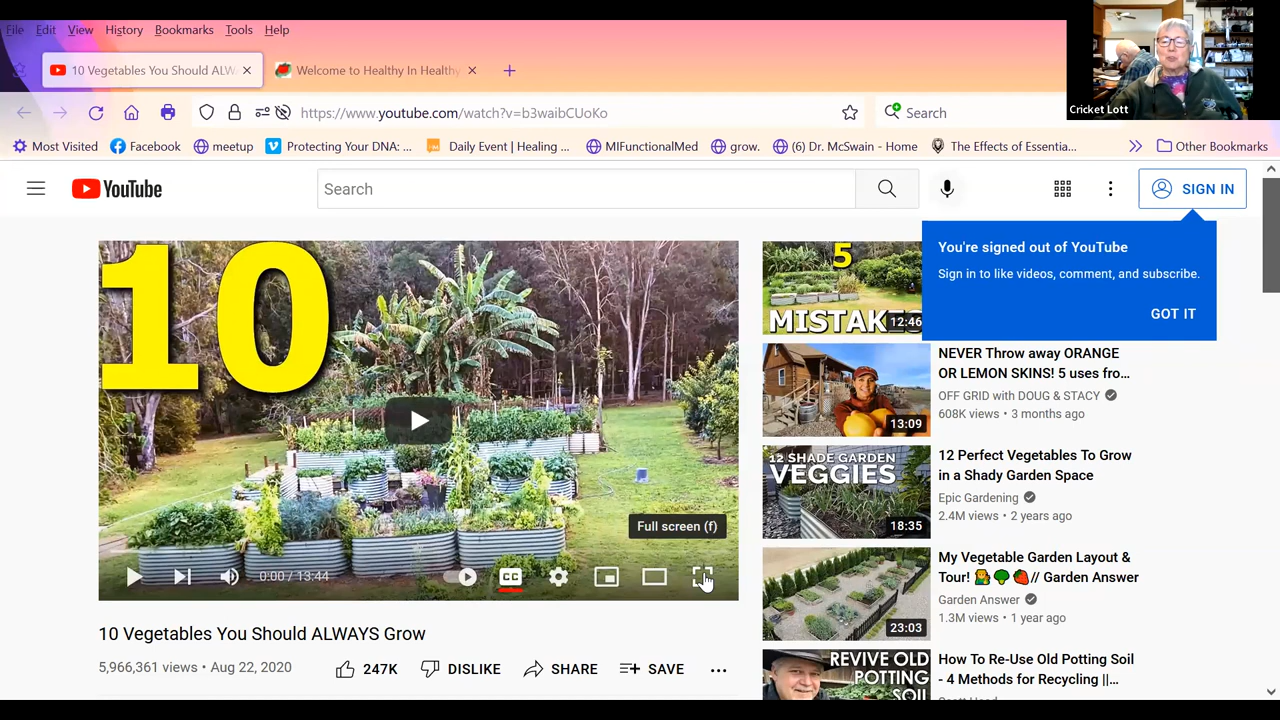 File Edit View History Bookmarks Tools Help
10 Vegetables You Should ALW
Welcome to Healthy In Healthy
https://www.youtube.com/watch?v=b3waibCUoKo
Search
Cricket Lott
Most Visited Facebook meetup Protecting Your DNA: ... Daily Event | Healing ... MIFunctionalMed grow. (6) Dr. McSwain - Home The Effects of Essentia... Other Bookmarks
YouTube
Search
SIGN IN
You're signed out of YouTube
Sign in to like videos, comment, and subscribe.
GOT IT
10
Full screen (f)
0:00 / 13:44
CC
10 Vegetables You Should ALWAYS Grow
5,966,361 views • Aug 22, 2020
247K DISLIKE SHARE SAVE
5
MISTAKE
12:46
NEVER Throw away ORANGE
OR LEMON SKINS! 5 uses fro...
OFF GRID with DOUG & STACY
608K views • 3 months ago
13:09
12 SHADE GARDEN
VEGGIES
18:35
12 Perfect Vegetables To Grow
in a Shady Garden Space
Epic Gardening
2.4M views • 2 years ago
My Vegetable Garden Layout &
Tour! 👩‍🌾🥦🍓// Garden Answer
Garden Answer
1.3M views • 1 year ago
23:03
REVIVE OLD
POTTING
SOIL
How To Re-Use Old Potting Soil
- 4 Methods for Recycling ||...